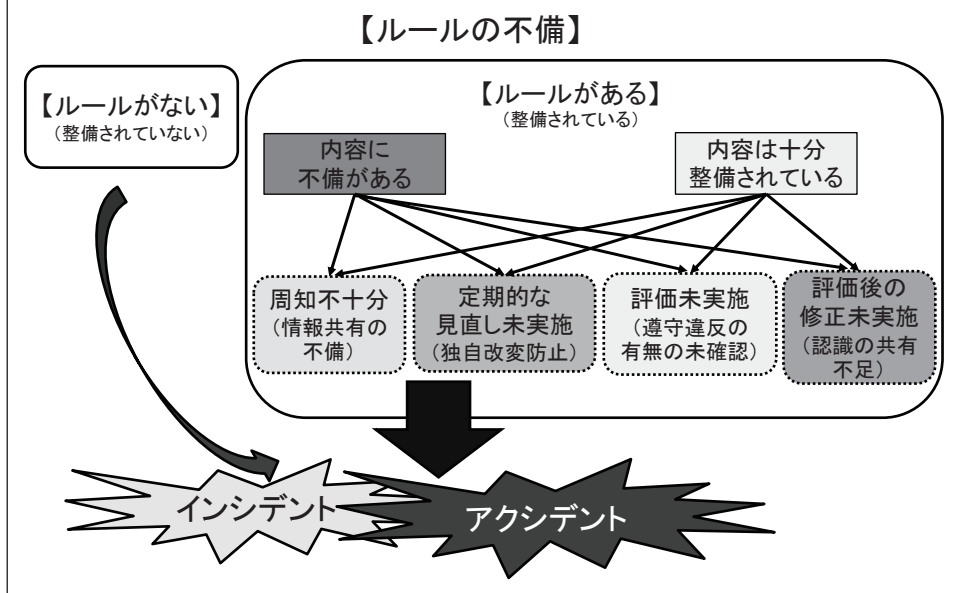 【ルールの不備】
【ルールがない】
（整備されていない）
【ルールがある】
（整備されている）
内容に
不備がある
内容は十分
整備されている
周知不十分
（情報共有の
不備）
定期的な
見直し未実施
（独自改変防止）
評価未実施
（遵守違反の
有無の未確認）
評価後の
修正未実施
（認識の共有
不足）
インシデント
アクシデント